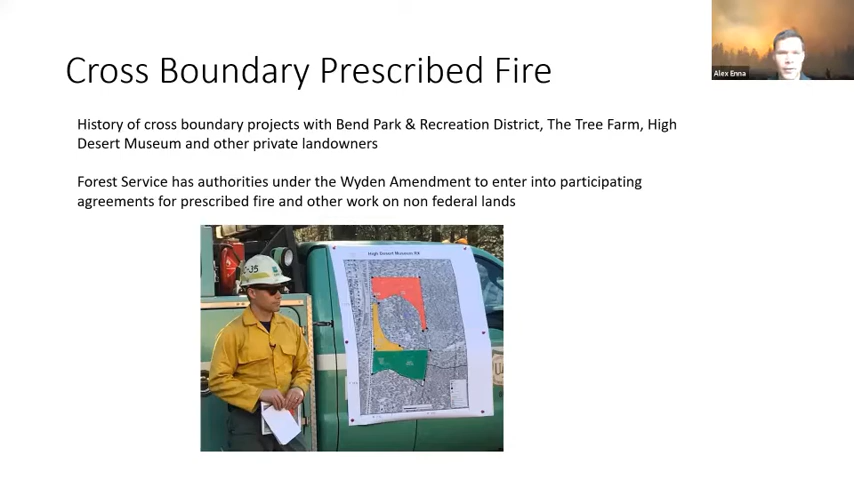 Cross Boundary Prescribed Fire
Alex Enna
History of cross boundary projects with Bend Park & Recreation District, The Tree Farm, High
Desert Museum and other private landowners
Forest Service has authorities under the Wyden Amendment to enter into participating
agreements for prescribed fire and other work on non federal lands
High Desert Museum RX